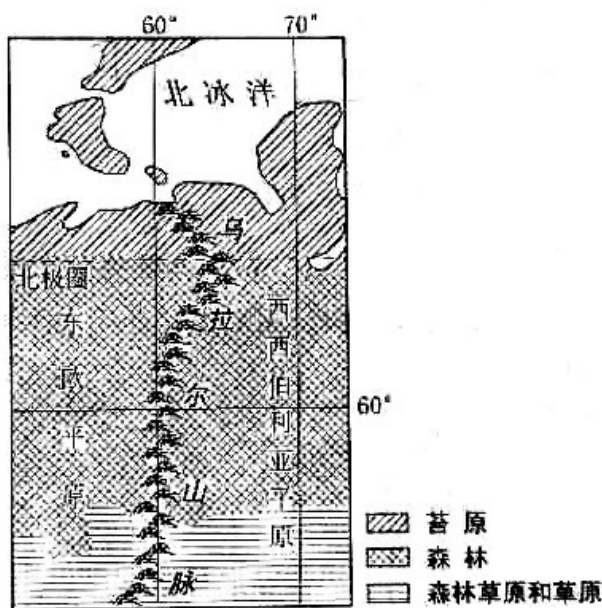 60° 70°
北冰洋
乌拉尔山脉
北极圈
东欧平原
西西伯利亚平原
60°
苔原
森林
森林草原和草原